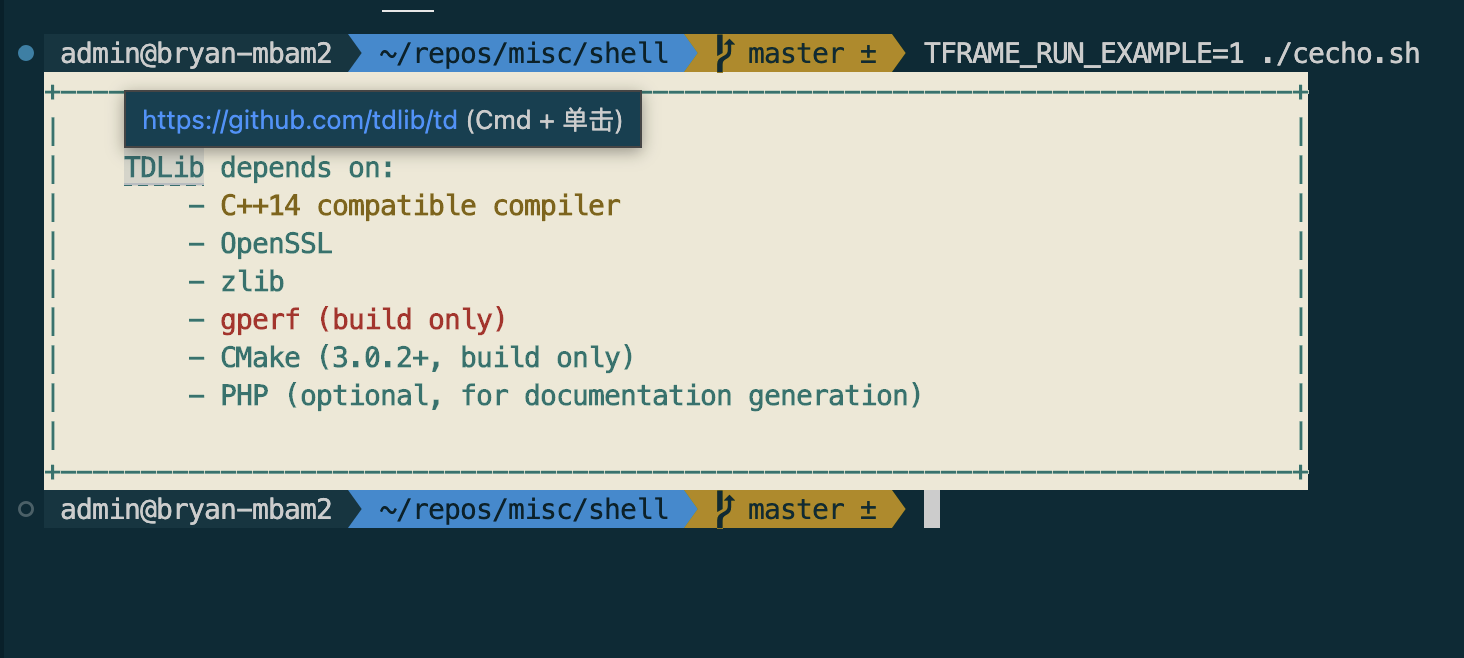 admin@bryan-mbam2 ~/repos/misc/shell master ± TFRAME_RUN_EXAMPLE=1 ./cecho.sh
+-----------------------------------------------------------------------------+
https://github.com/tdlib/td (Cmd + 单击)
| TDLib depends on: |
| - C++14 compatible compiler |
| - OpenSSL |
| - zlib |
| - gperf (build only) |
| - CMake (3.0.2+, build only) |
| - PHP (optional, for documentation generation) |
| |
+-----------------------------------------------------------------------------+
admin@bryan-mbam2 ~/repos/misc/shell master ±